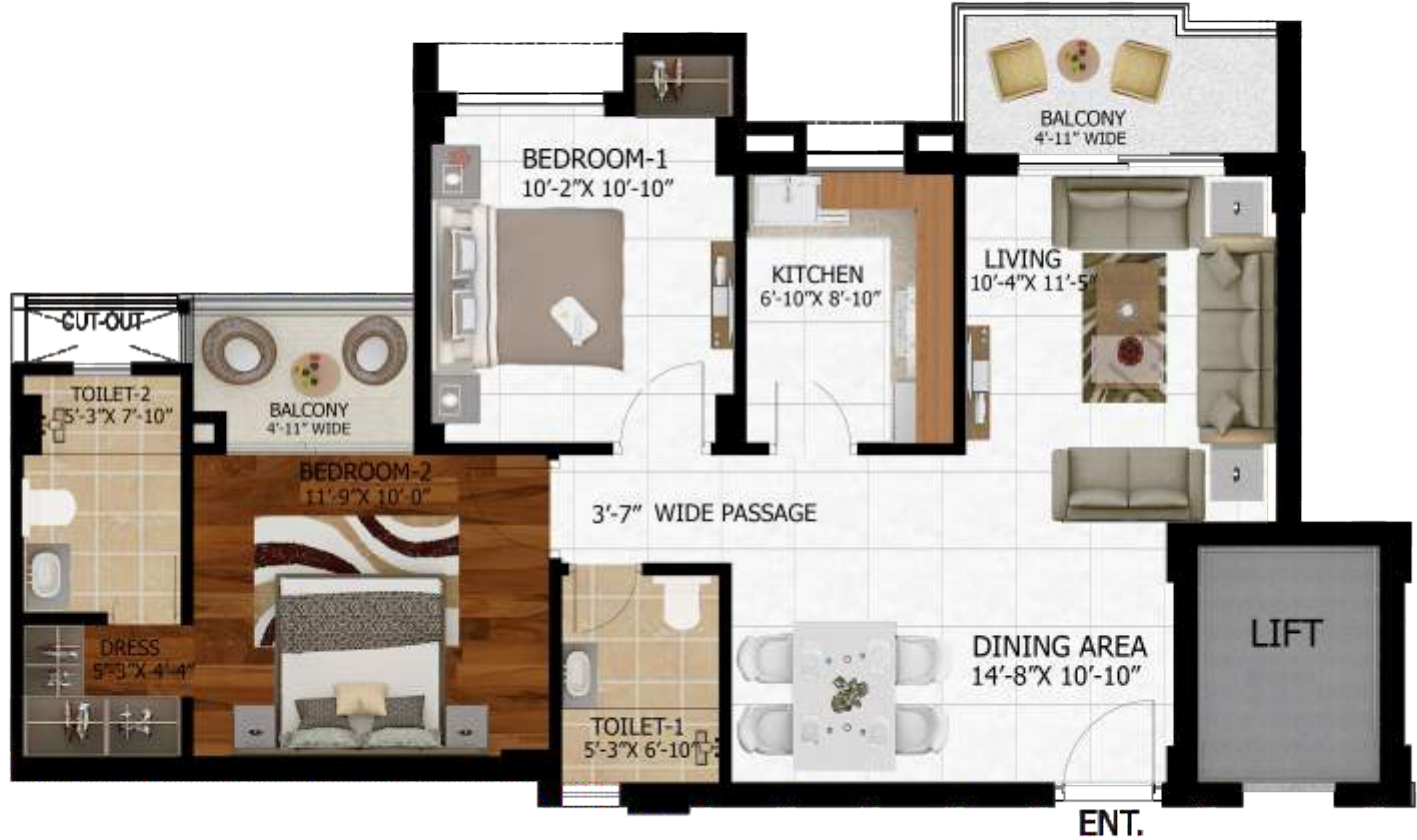 BALCONY
4'-11" WIDE
BEDROOM-1
10'-2"X 10'-10"
KITCHEN
6'-10"X 8'-10"
LIVING
10'-4"X 11'-5"
CUT-OUT
TOILET-2
5'-3"X 7'-10"
BALCONY
4'-11" WIDE
BEDROOM-2
11'-9"X 10'-0"
3'-7" WIDE PASSAGE
DRESS
5'-3"X 4'-4"
TOILET-1
5'-3"X 6'-10"
DINING AREA
14'-8"X 10'-10"
LIFT
ENT.